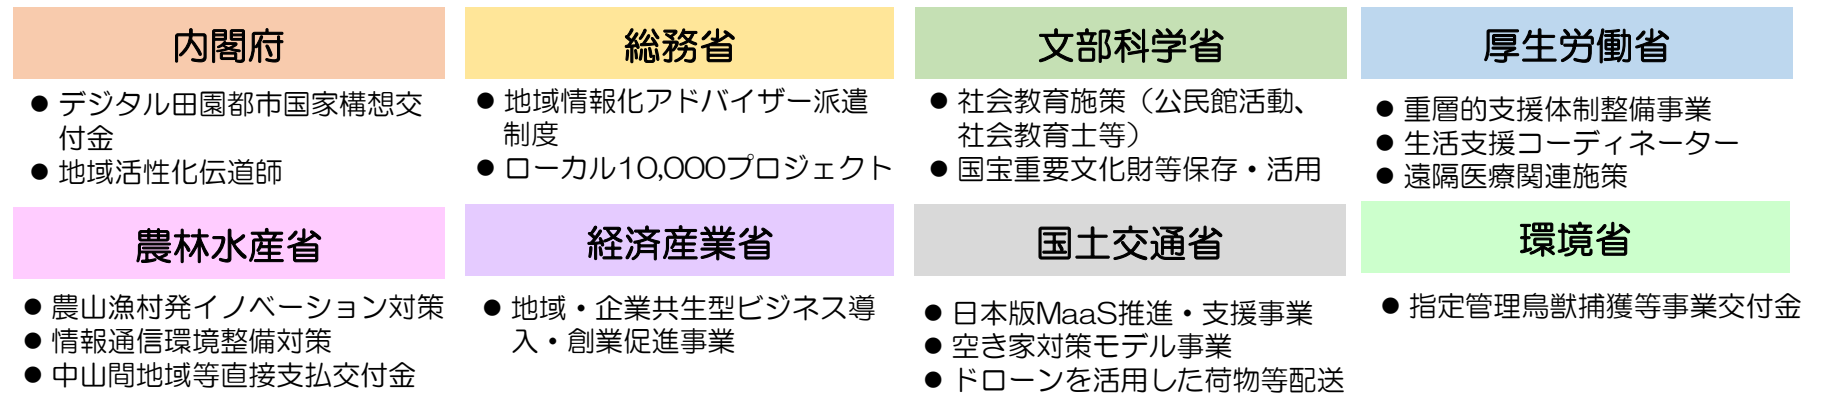 内閣府
● デジタル田園都市国家構想交
付金
● 地域活性化伝道師
総務省
● 地域情報化アドバイザー派遣
制度
● ローカル10,000プロジェクト
文部科学省
● 社会教育施策（公民館活動、
社会教育士等）
● 国宝重要文化財等保存・活用
厚生労働省
● 重層的支援体制整備事業
● 生活支援コーディネーター
● 遠隔医療関連施策
農林水産省
● 農山漁村発イノベーション対策
● 情報通信環境整備対策
● 中山間地域等直接支払交付金
経済産業省
● 地域・企業共生型ビジネス導
入・創業促進事業
国土交通省
● 日本版MaaS推進・支援事業
● 空き家対策モデル事業
● ドローンを活用した荷物等配送
環境省
● 指定管理鳥獣捕獲等事業交付金